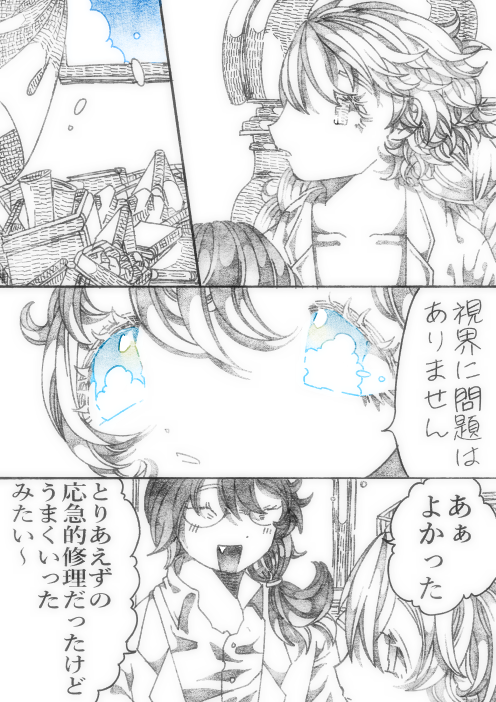 視界に問題は
ありません
あぁ
よかった
とりあえずの
応急的修理だったけど
うまくいった
みたい～